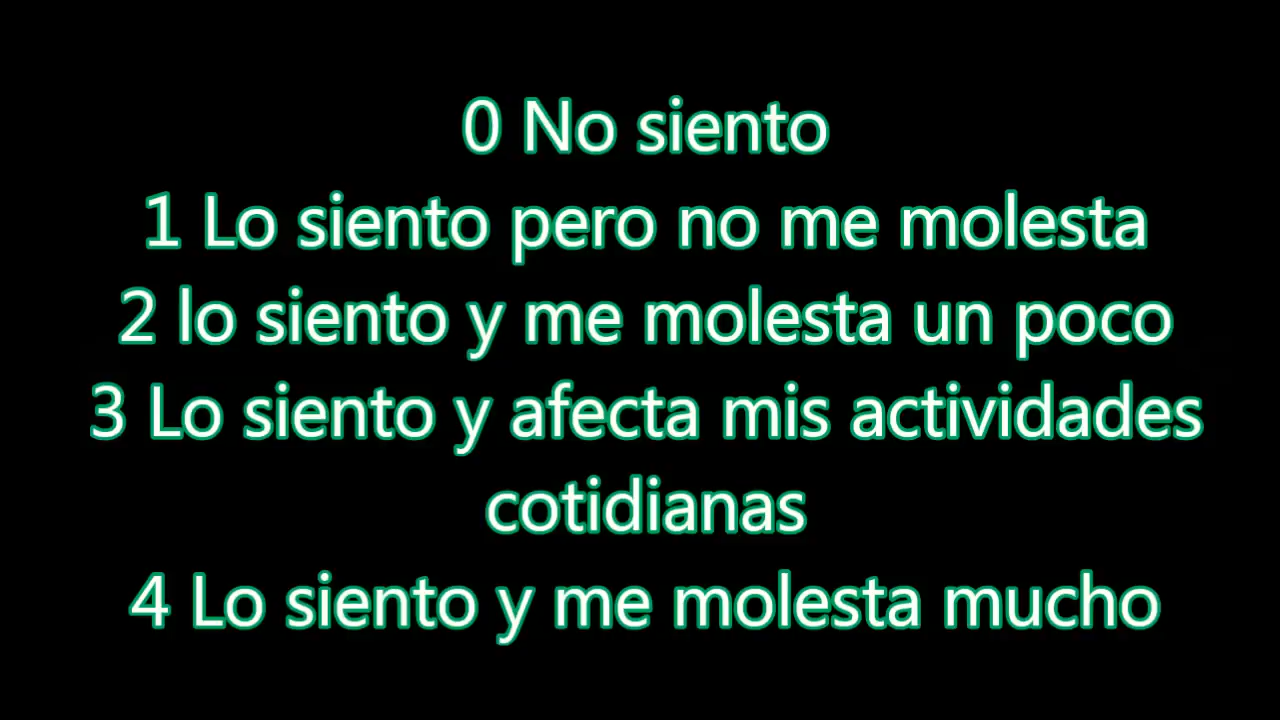 0 No siento
1 Lo siento pero no me molesta
2 lo siento y me molesta un poco
3 Lo siento y afecta mis actividades
cotidianas
4 Lo siento y me molesta mucho